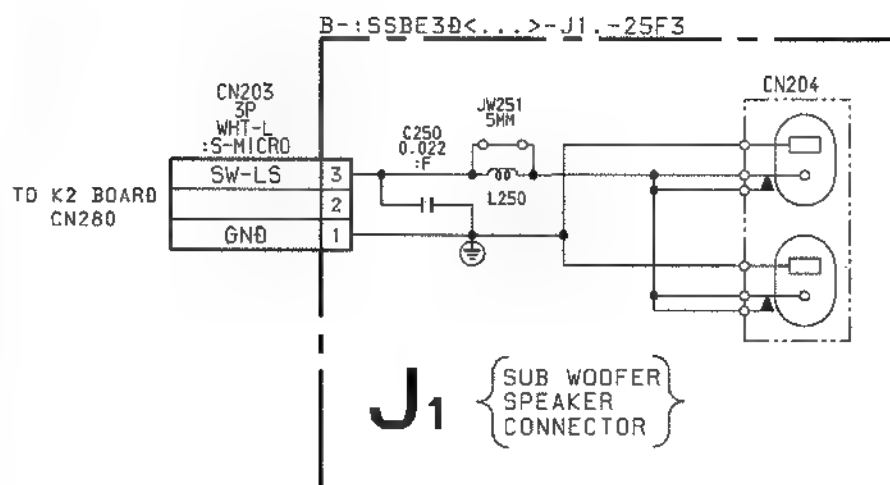 B-:SSBE3D<...>-J1.-25F3
CN203
3P
WHT-L
:S-MICRO
TO K2 BOARD
CN280
SW-LS
3
2
GND
1
C250
0.022
:F
JW251
5MM
L250
CN204
J1
SUB WOOFER
SPEAKER
CONNECTOR